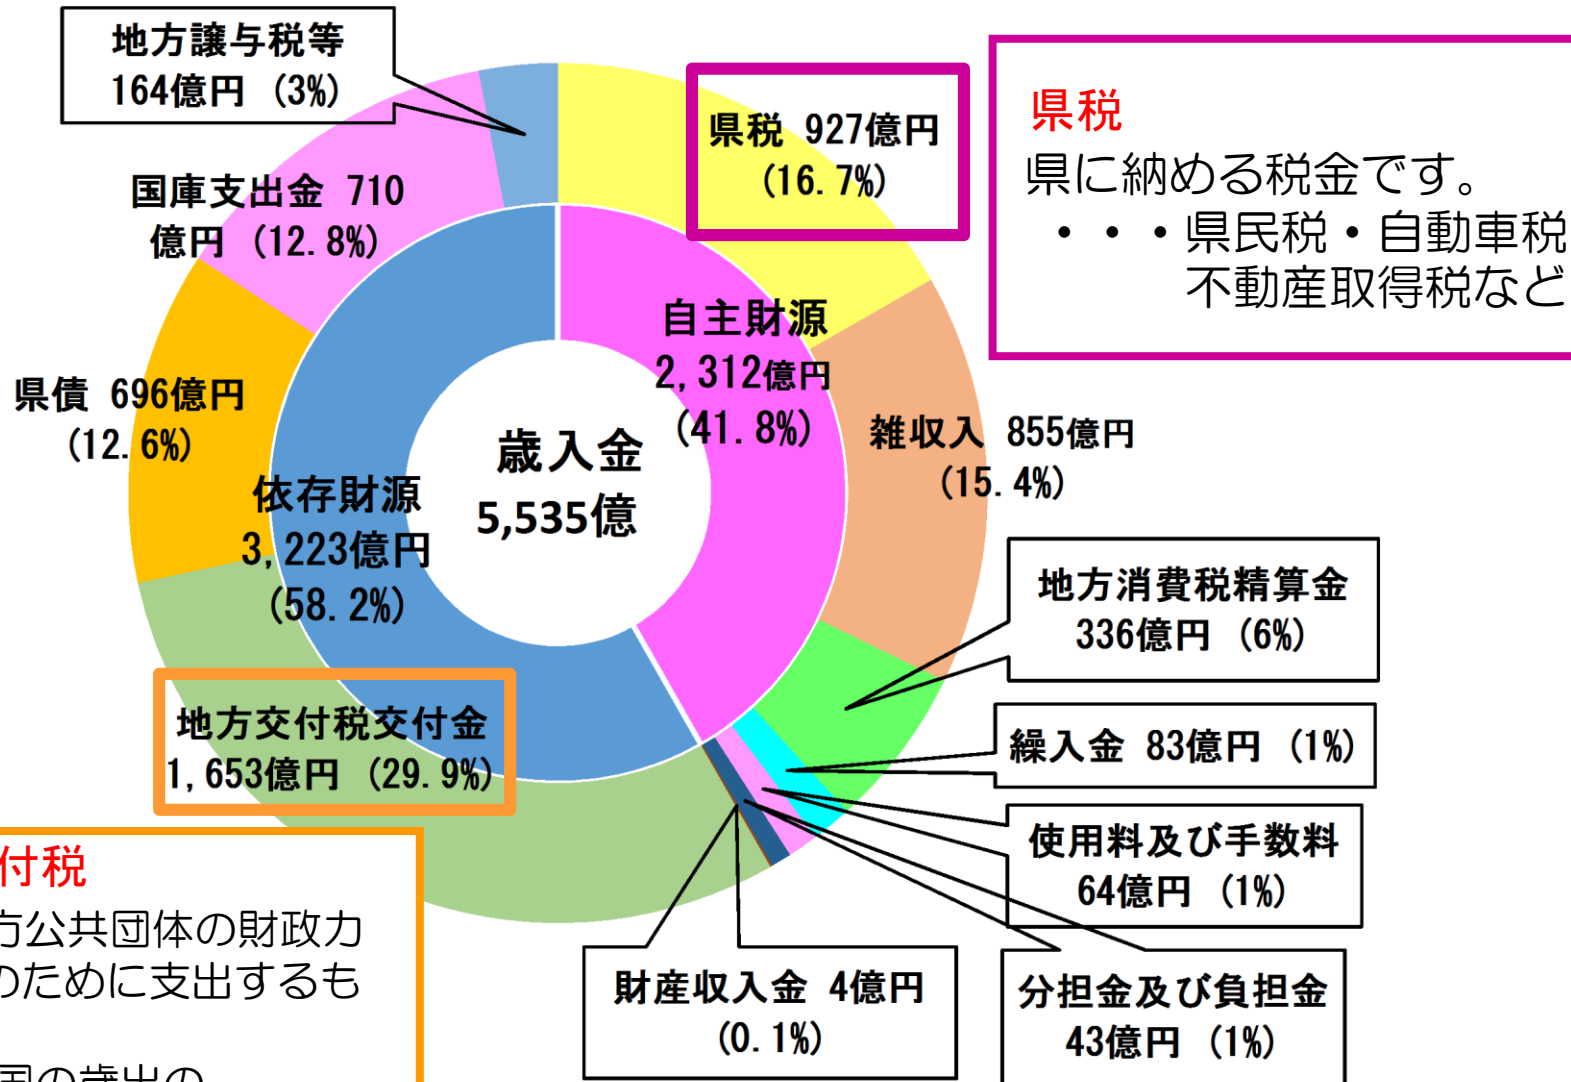 地方譲与税等
164億円 (3%)
県税 927億円
(16.7%)
県税
県に納める税金です。
・・・県民税・自動車税
不動産取得税など
国庫支出金 710
億円 (12.8%)
自主財源
2,312億円
(41.8%)
県債 696億円
(12.6%)
歳入金
5,535億
雑収入 855億円
(15.4%)
依存財源
3,223億円
(58.2%)
地方消費税精算金
336億円 (6%)
地方交付税交付金
1,653億円 (29.9%)
繰入金 83億円 (1%)
使用料及び手数料
64億円 (1%)
付税
方公共団体の財政力
のために支出するも
国の歳出の
財産収入金 4億円
(0.1%)
分担金及び負担金
43億円 (1%)